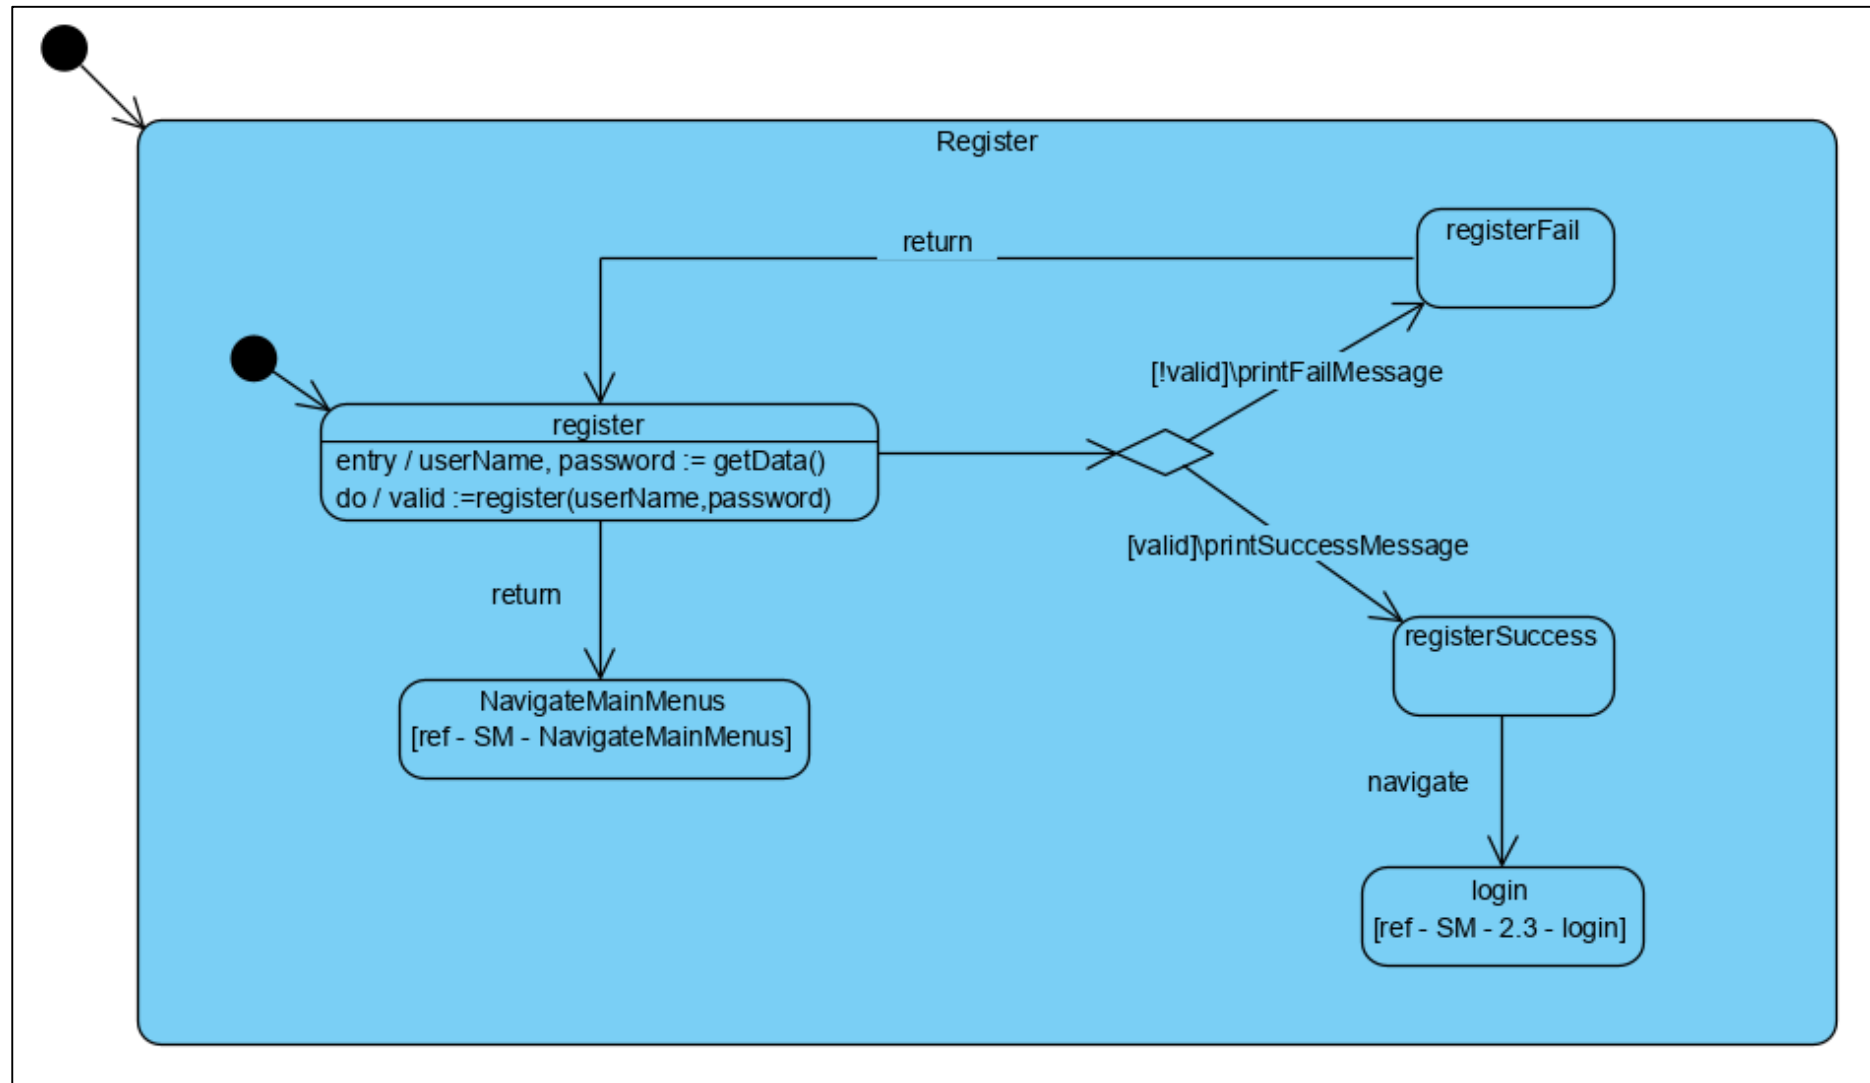 Register
registerFail
return
[!valid]\printFailMessage
register
entry / userName, password := getData()
do / valid :=register(userName,password)
[valid]\printSuccessMessage
return
registerSuccess
NavigateMainMenus
[ref - SM - NavigateMainMenus]
navigate
login
[ref - SM - 2.3 - login]